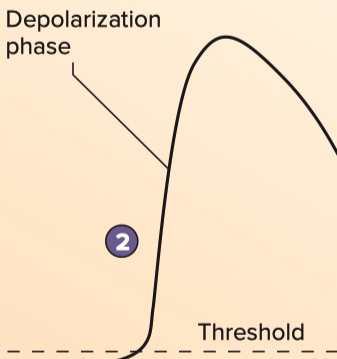 Depolarization
phase
2
Threshold